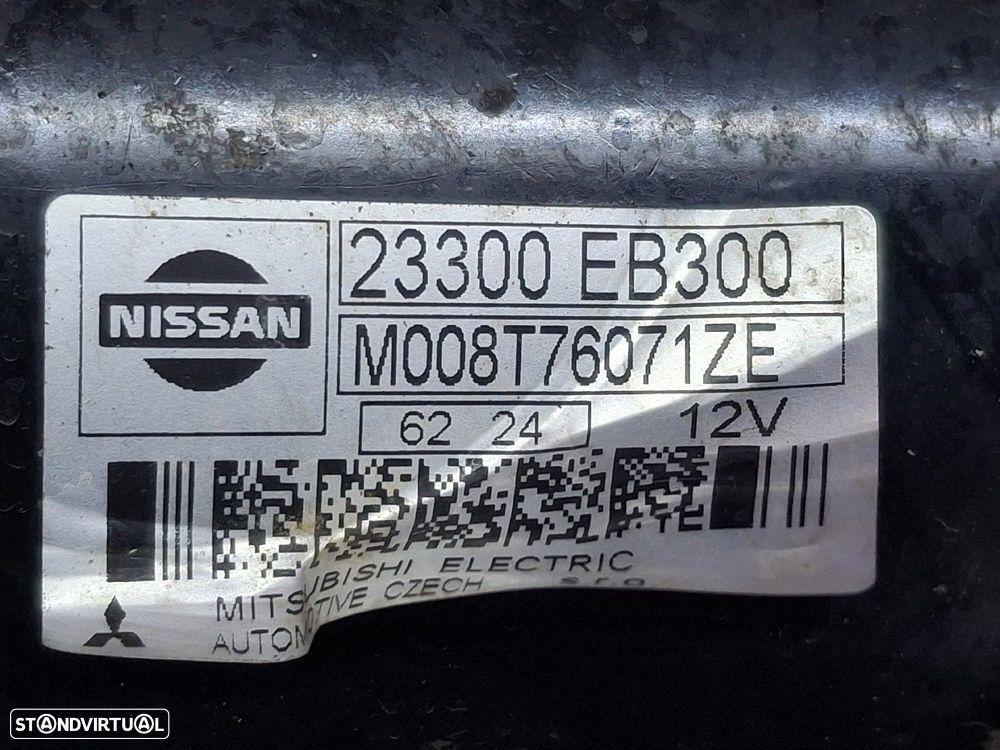 NISSAN
23300 EB300
M008T76071ZE
62 24
12V
MITSUBISHI ELECTRIC
AUTOMOTIVE CZECH s.r.o
STANDVIRTUAL